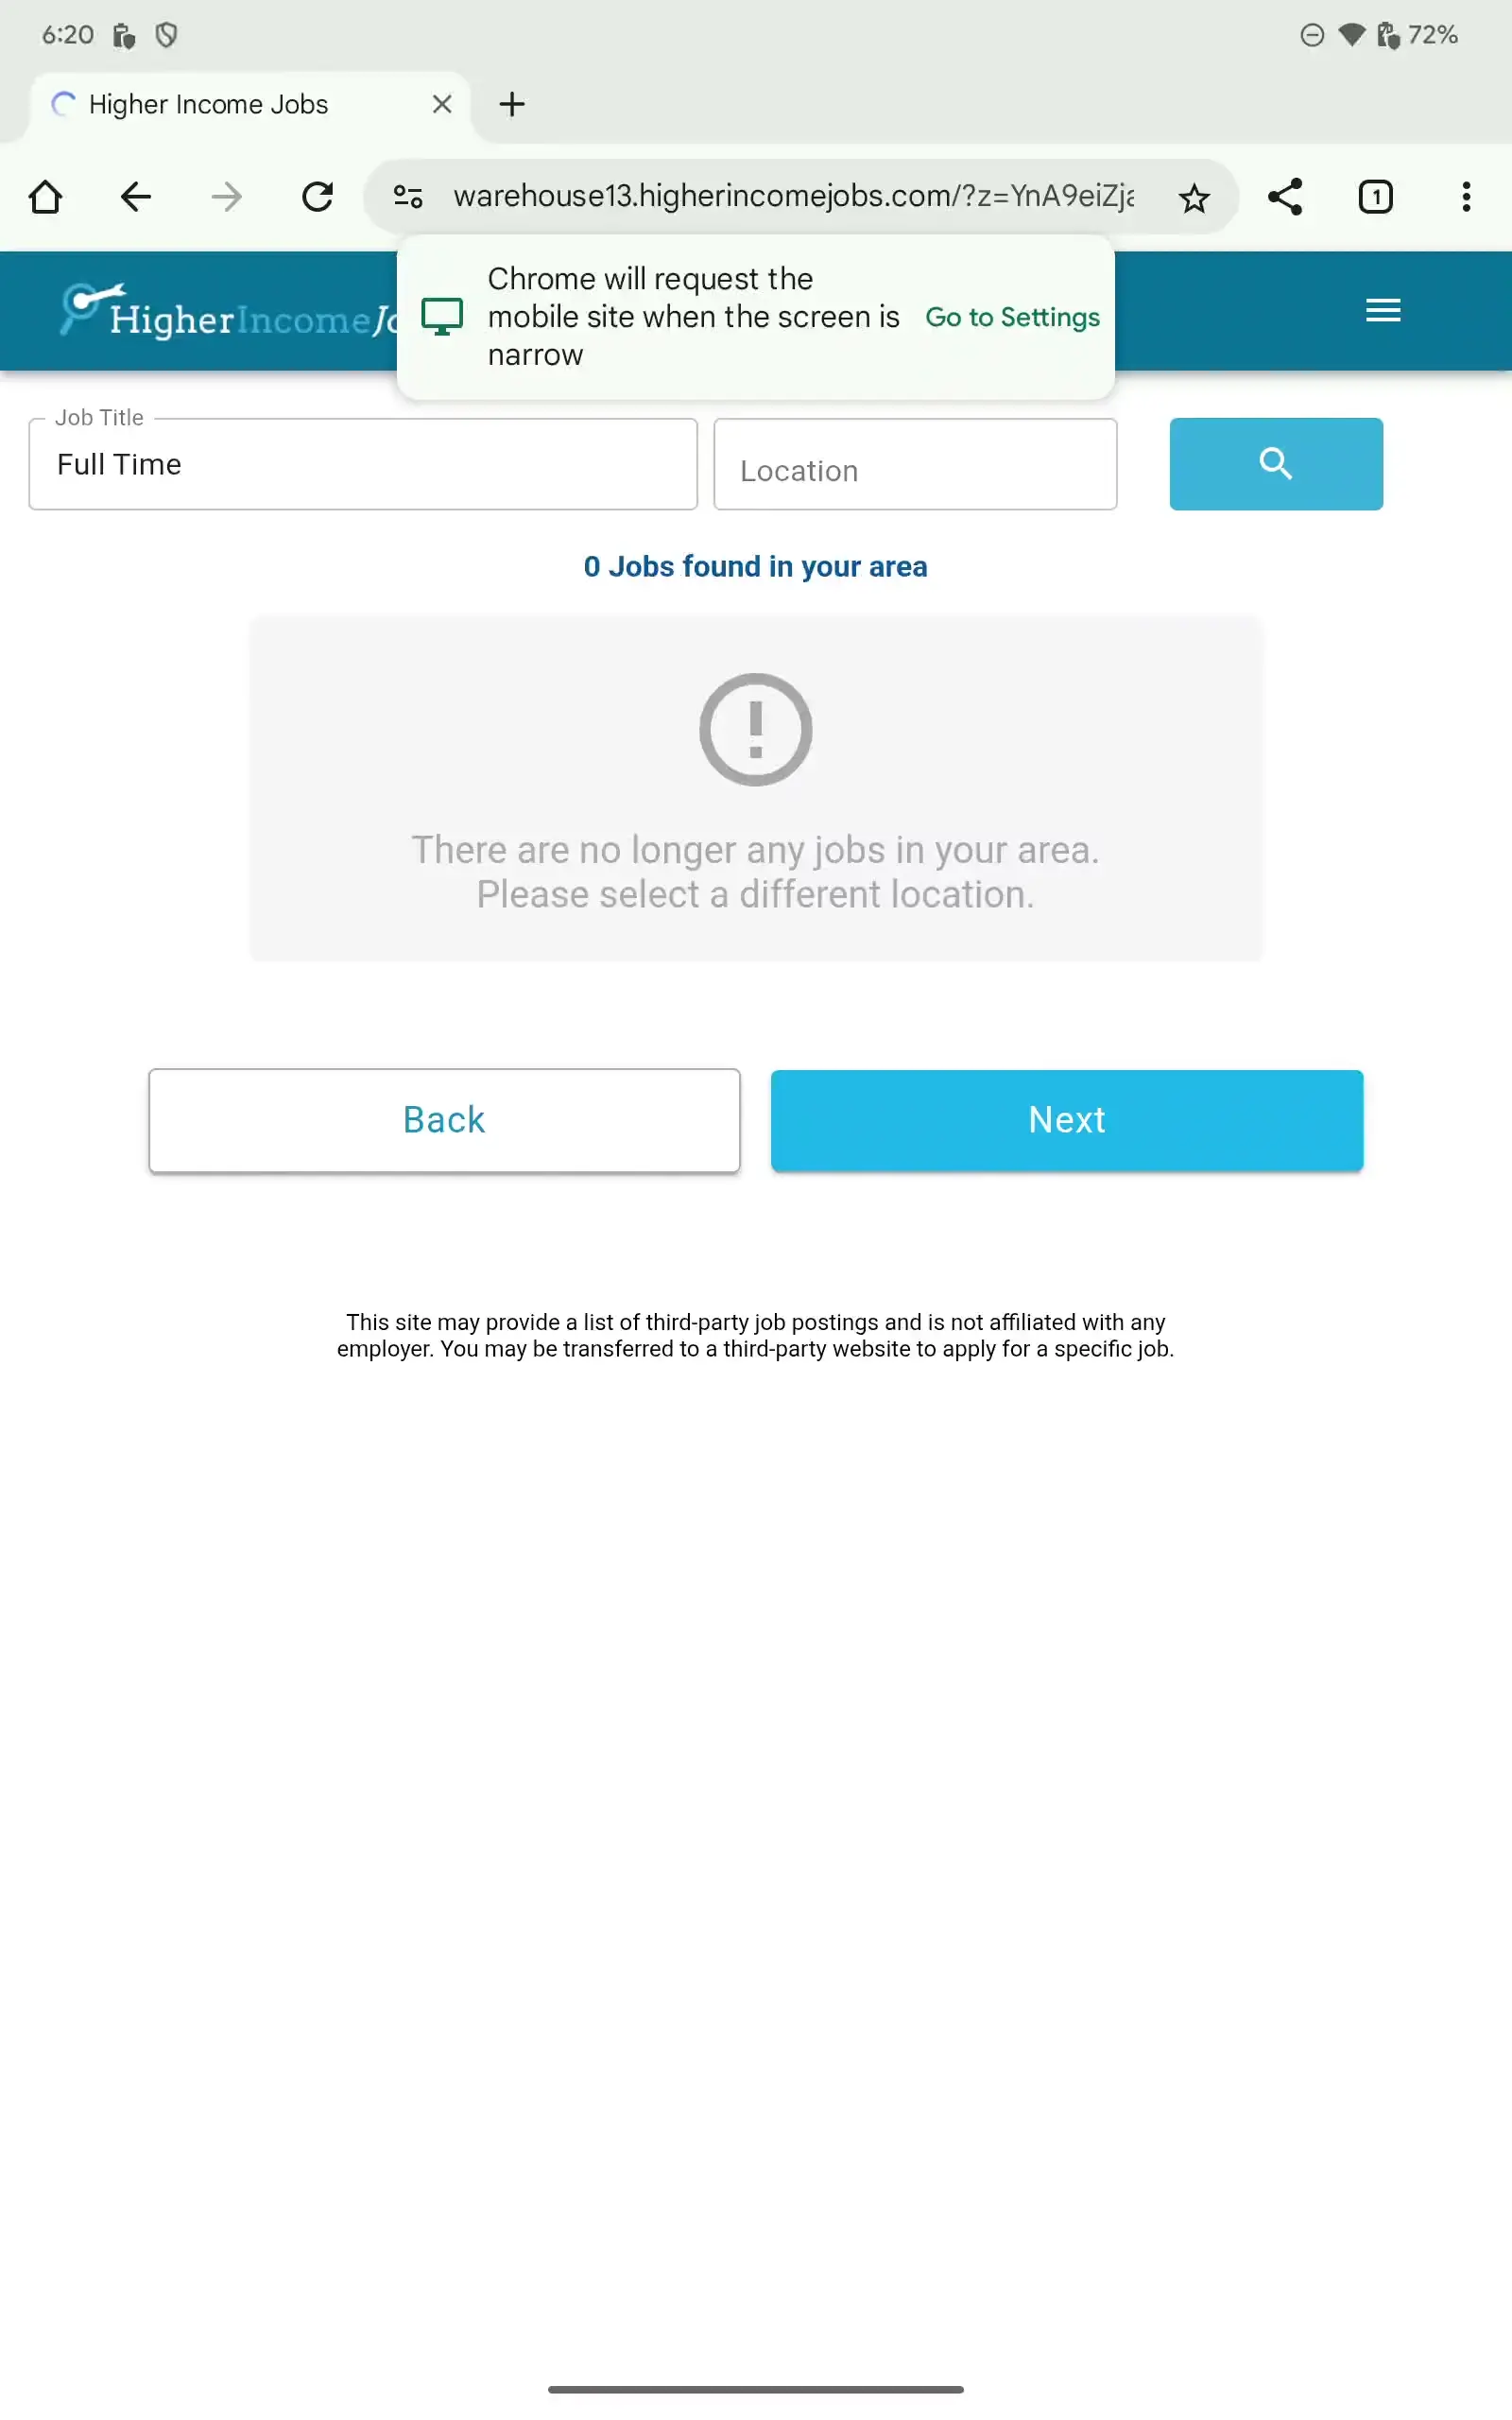 6:20
72%
Higher Income Jobs
warehouse13.higherincomejobs.com/?z=YnA9eiZja
Chrome will request the
mobile site when the screen is
narrow
Go to Settings
HigherIncomeJo
Job Title
Full Time
Location
0 Jobs found in your area
There are no longer any jobs in your area.
Please select a different location.
Back
Next
This site may provide a list of third-party job postings and is not affiliated with any
employer. You may be transferred to a third-party website to apply for a specific job.